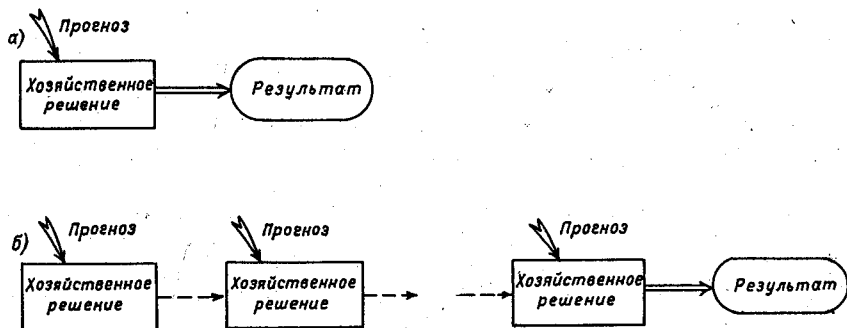 а)
Прогноз
Хозяйственное
решение
Результат
б)
Прогноз
Хозяйственное
решение
Прогноз
Хозяйственное
решение
Прогноз
Хозяйственное
решение
Результат